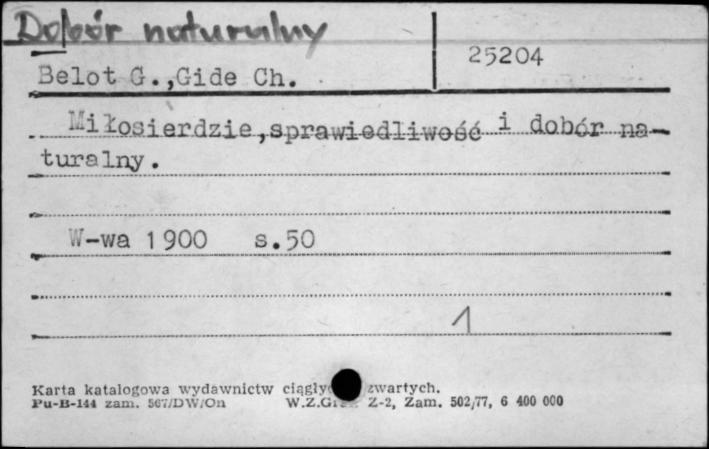 Dobór naturalny
25204
Belot G.,Gide Ch.
Miłosierdzie,sprawiedliwość i dobór na-
turalny.
W-wa 1900 s.50
1
Karta katalogowa wydawnictw zwartych.
Pu-B-144 zam. 567/DW/On W.Z.Graf. Z-2, Zam. 502/77, 6 400 000